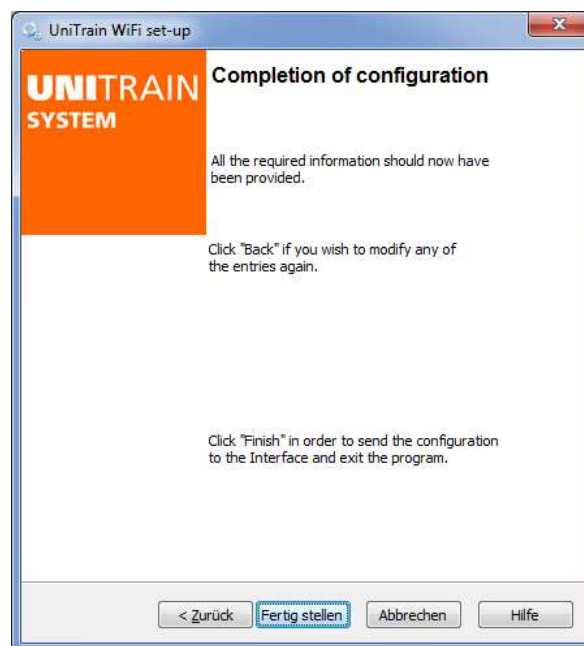 UniTrain WiFi set-up
UNITRAIN
SYSTEM
Completion of configuration
All the required information should now have
been provided.
Click "Back" if you wish to modify any of
the entries again.
Click "Finish" in order to send the configuration
to the Interface and exit the program.
< Zurück Fertig stellen Abbrechen Hilfe